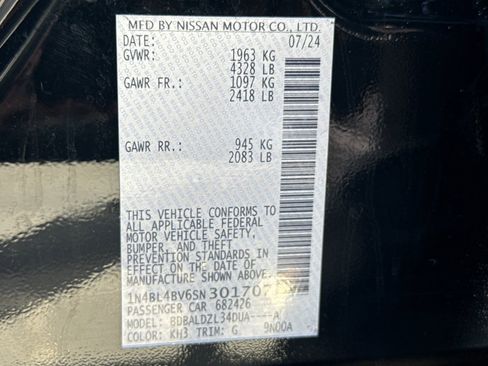 MFD BY NISSAN MOTOR CO., LTD.
DATE: 07/24
GVWR: 1963 KG
4328 LB
GAWR FR.: 1097 KG
2418 LB
GAWR RR.: 945 KG
2083 LB
THIS VEHICLE CONFORMS TO
ALL APPLICABLE FEDERAL
MOTOR VEHICLE SAFETY,
BUMPER, AND THEFT
PREVENTION STANDARDS IN
EFFECT ON THE DATE OF
MANUFACTURE SHOWN ABOVE.
1N4BL4BV6SN301707
PASSENGER CAR 682426
MODEL: BDBALDZL34DUA----A
COLOR: KH3 TRIM: G 9N00A